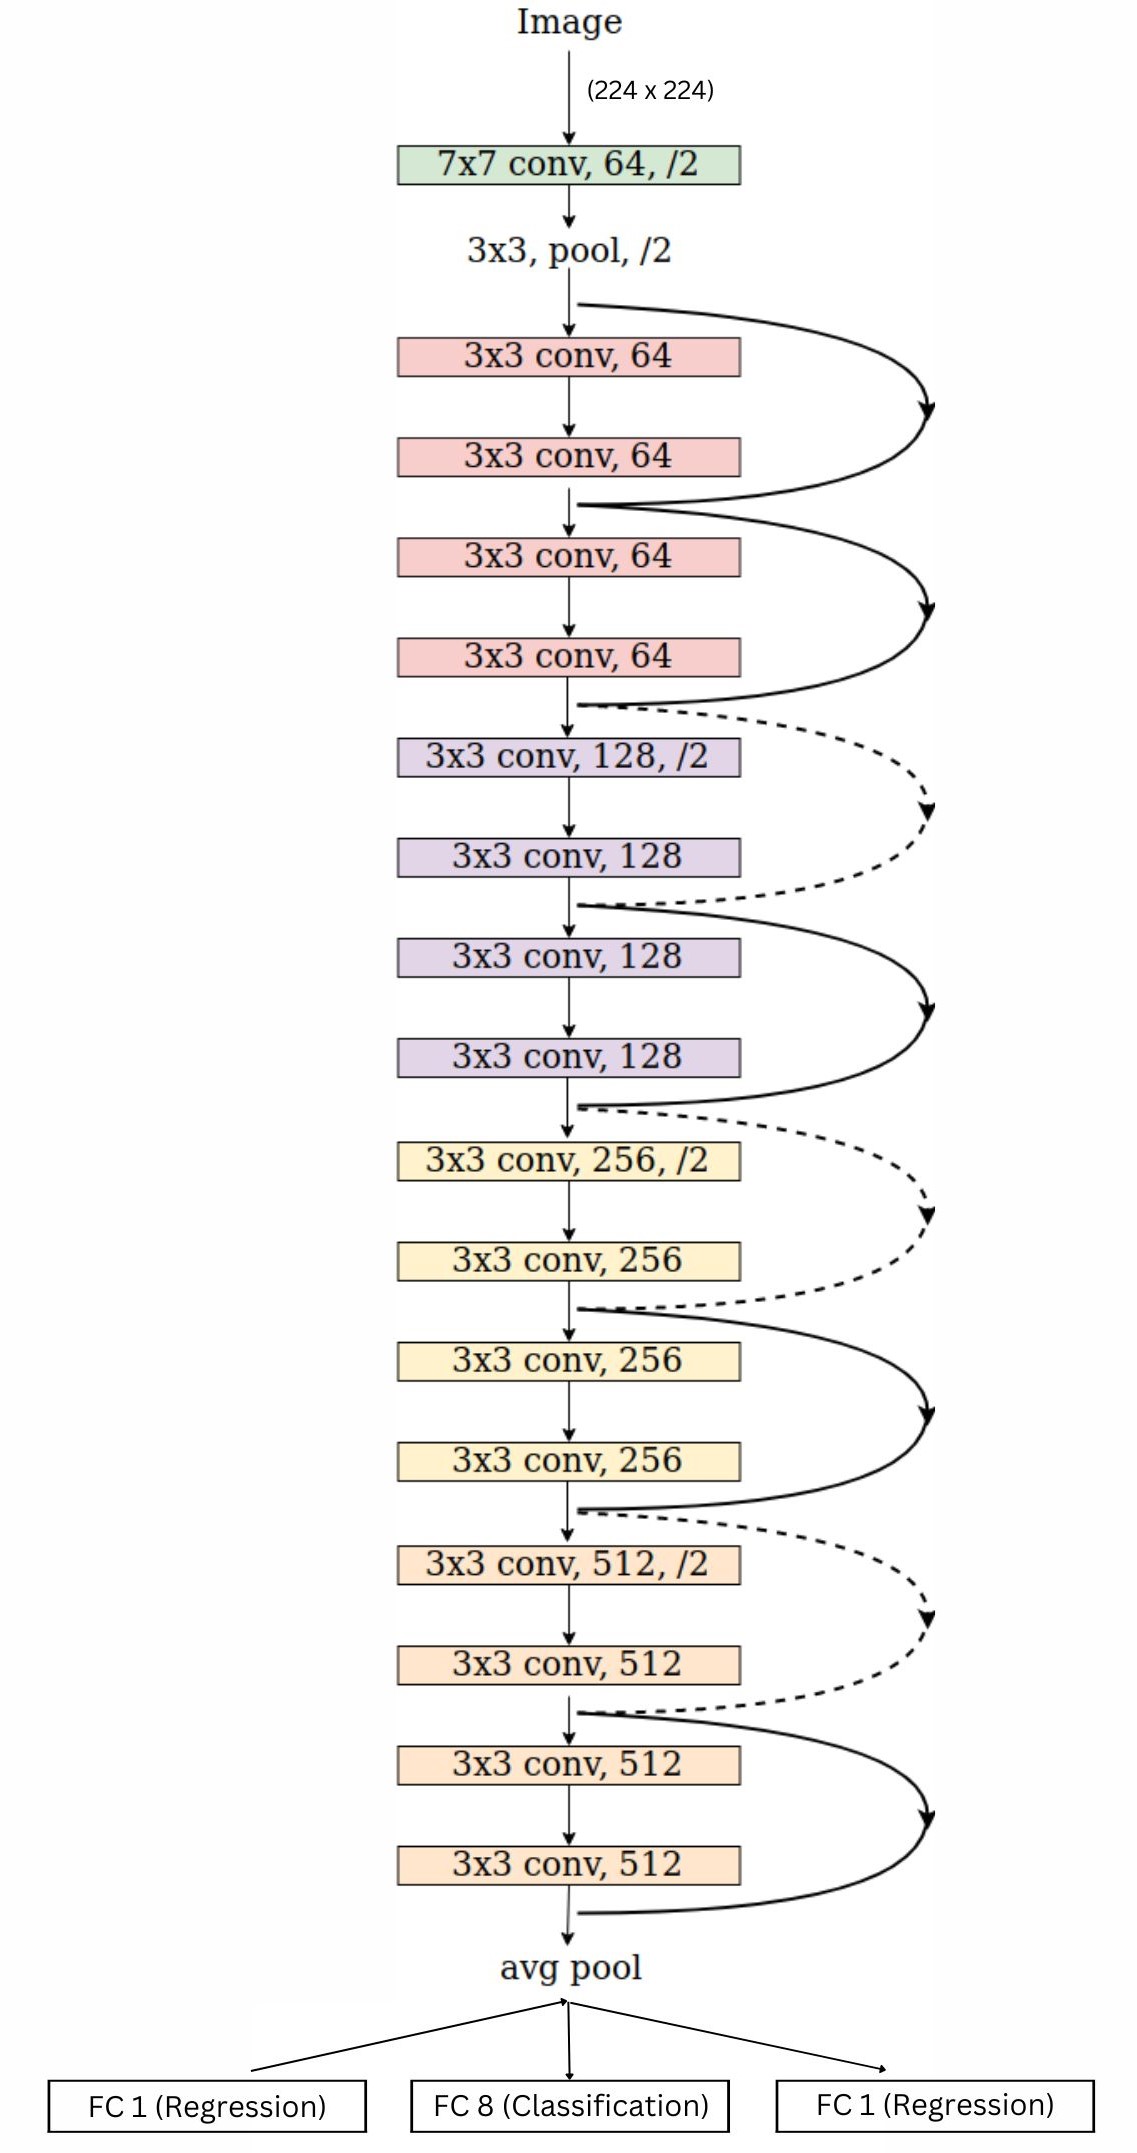 Image
(224 x 224)
7x7 conv, 64, /2
3x3, pool, /2
3x3 conv, 64
3x3 conv, 64
3x3 conv, 64
3x3 conv, 64
3x3 conv, 128, /2
3x3 conv, 128
3x3 conv, 128
3x3 conv, 128
3x3 conv, 256, /2
3x3 conv, 256
3x3 conv, 256
3x3 conv, 256
3x3 conv, 512, /2
3x3 conv, 512
3x3 conv, 512
3x3 conv, 512
avg pool
FC 1 (Regression)
FC 8 (Classification)
FC 1 (Regression)